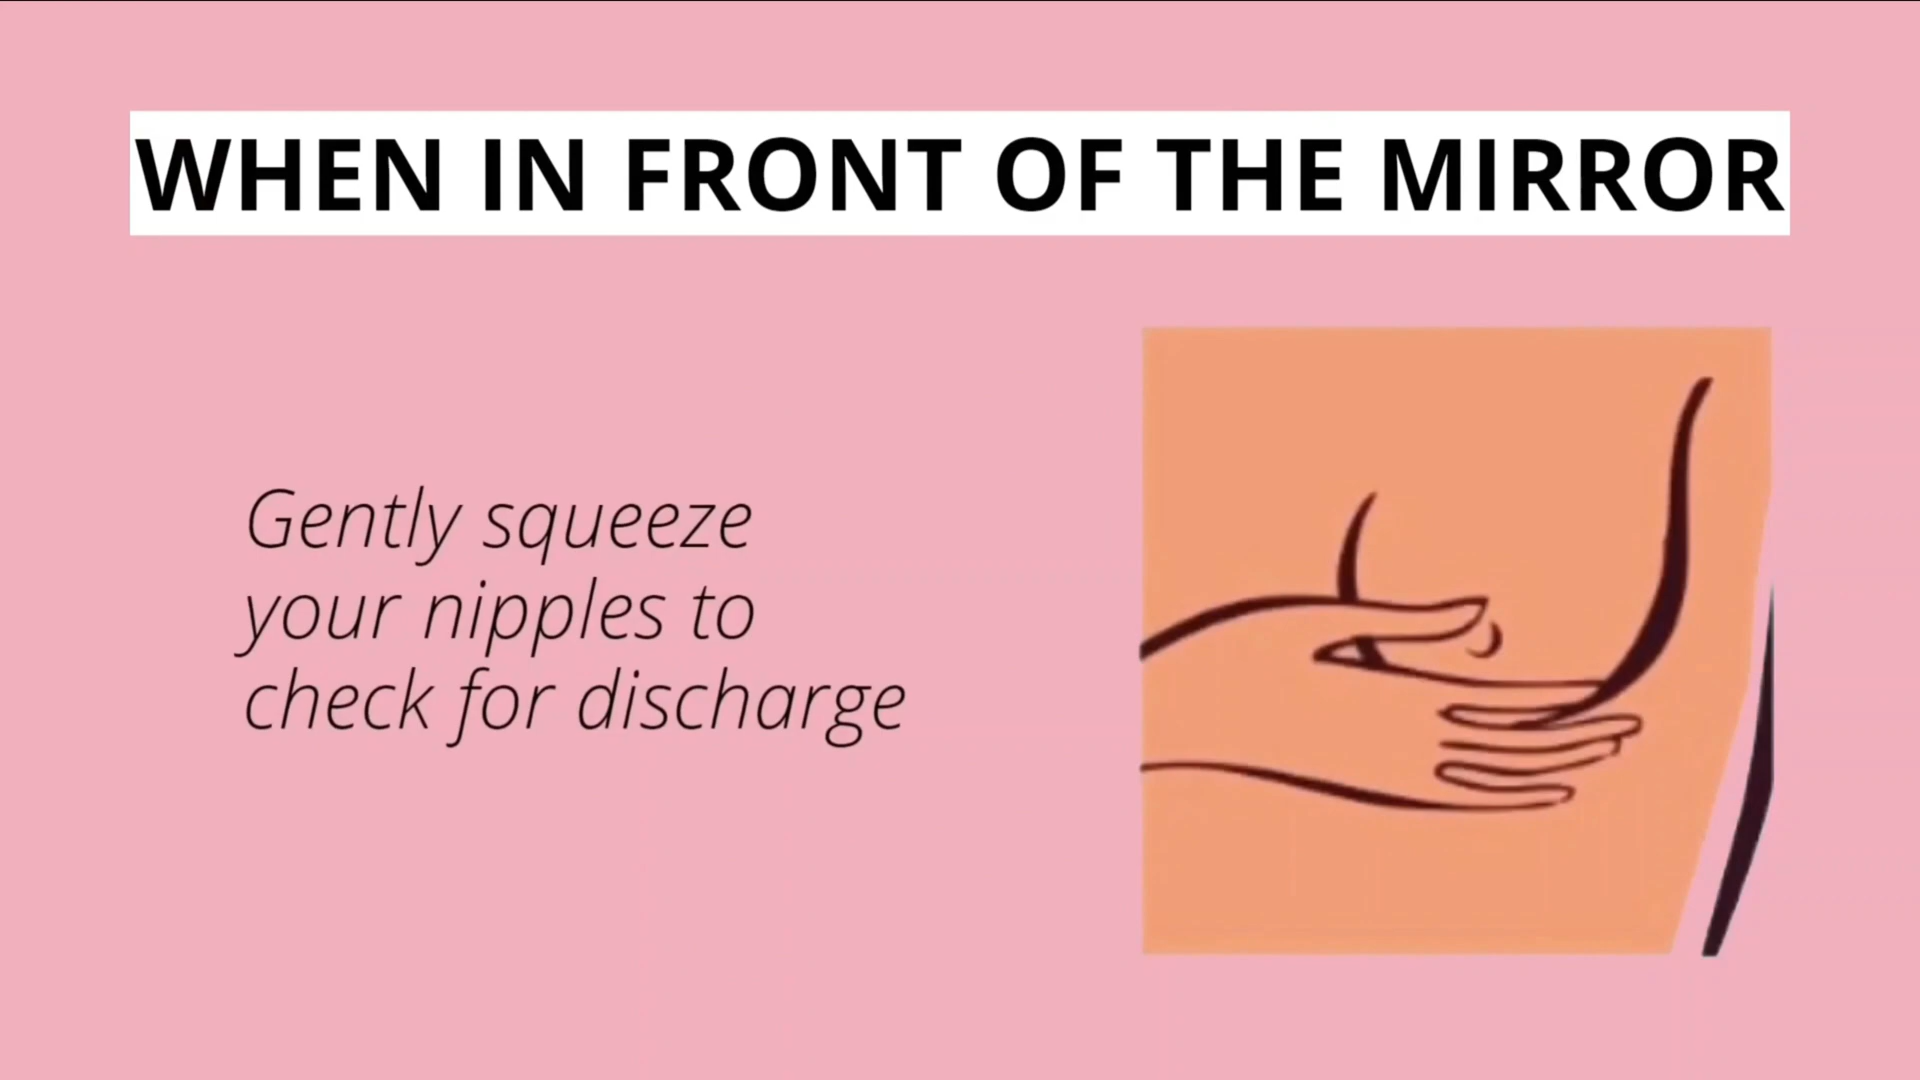 WHEN IN FRONT OF THE MIRROR
Gently squeeze
your nipples to
check for discharge